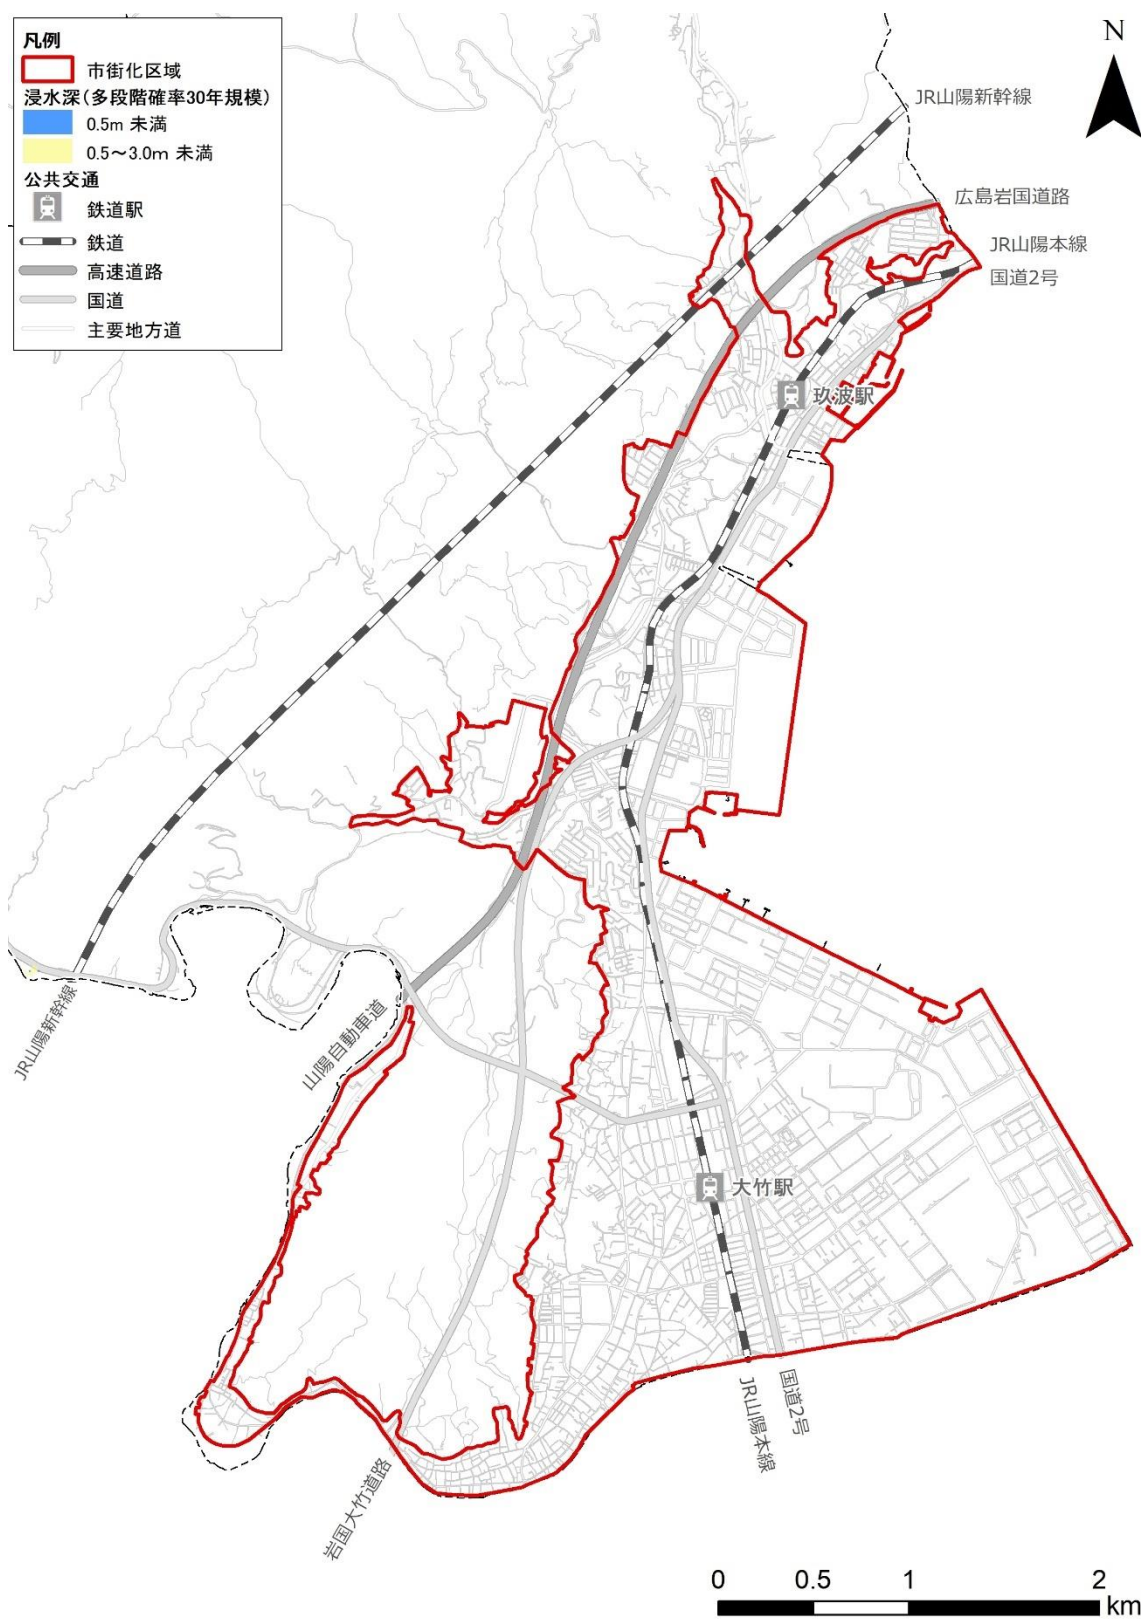 凡例
市街化区域
浸水深(多段階確率30年規模)
0.5m 未満
0.5～3.0m 未満
公共交通
鉄道駅
鉄道
高速道路
国道
主要地方道
N
JR山陽新幹線
広島岩国道路
JR山陽本線
国道2号
玖波駅
JR山陽新幹線
山陽自動車道
大竹駅
国道2号
JR山陽本線
岩国大竹道路
0 0.5 1 2
km